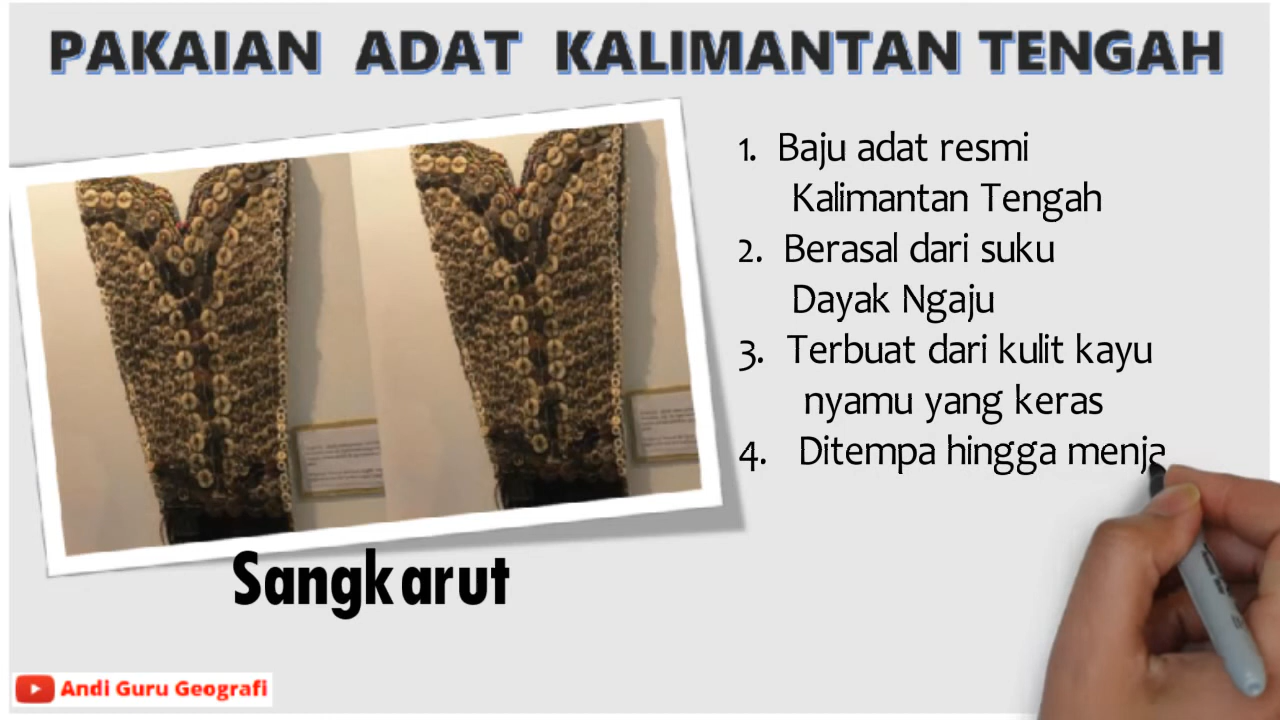 PAKAIAN ADAT KALIMANTAN TENGAH
1. Baju adat resmi
Kalimantan Tengah
2. Berasal dari suku
Dayak Ngaju
3. Terbuat dari kulit kayu
nyamu yang keras
4. Ditempa hingga menja
Sangkarut
Andi Guru Geografi